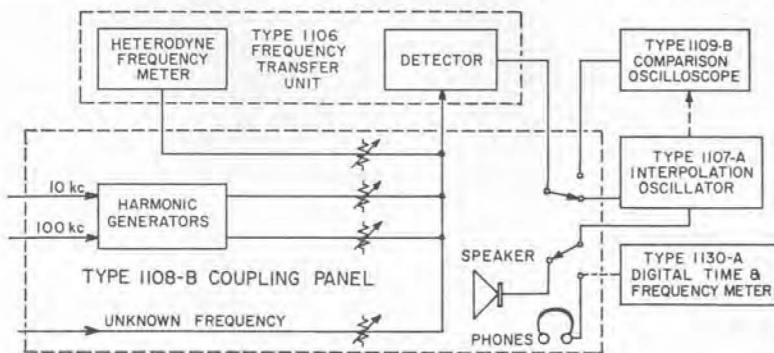 HETERODYNE
FREQUENCY
METER
TYPE 1106
FREQUENCY
TRANSFER
UNIT
DETECTOR
TYPE 1109-B
COMPARISON
OSCILLOSCOPE
10 kc
HARMONIC
GENERATORS
100 kc
TYPE 1107-A
INTERPOLATION
OSCILLATOR
TYPE 1108-B COUPLING PANEL
SPEAKER
TYPE 1130-A
DIGITAL TIME &
FREQUENCY METER
UNKNOWN FREQUENCY
PHONES